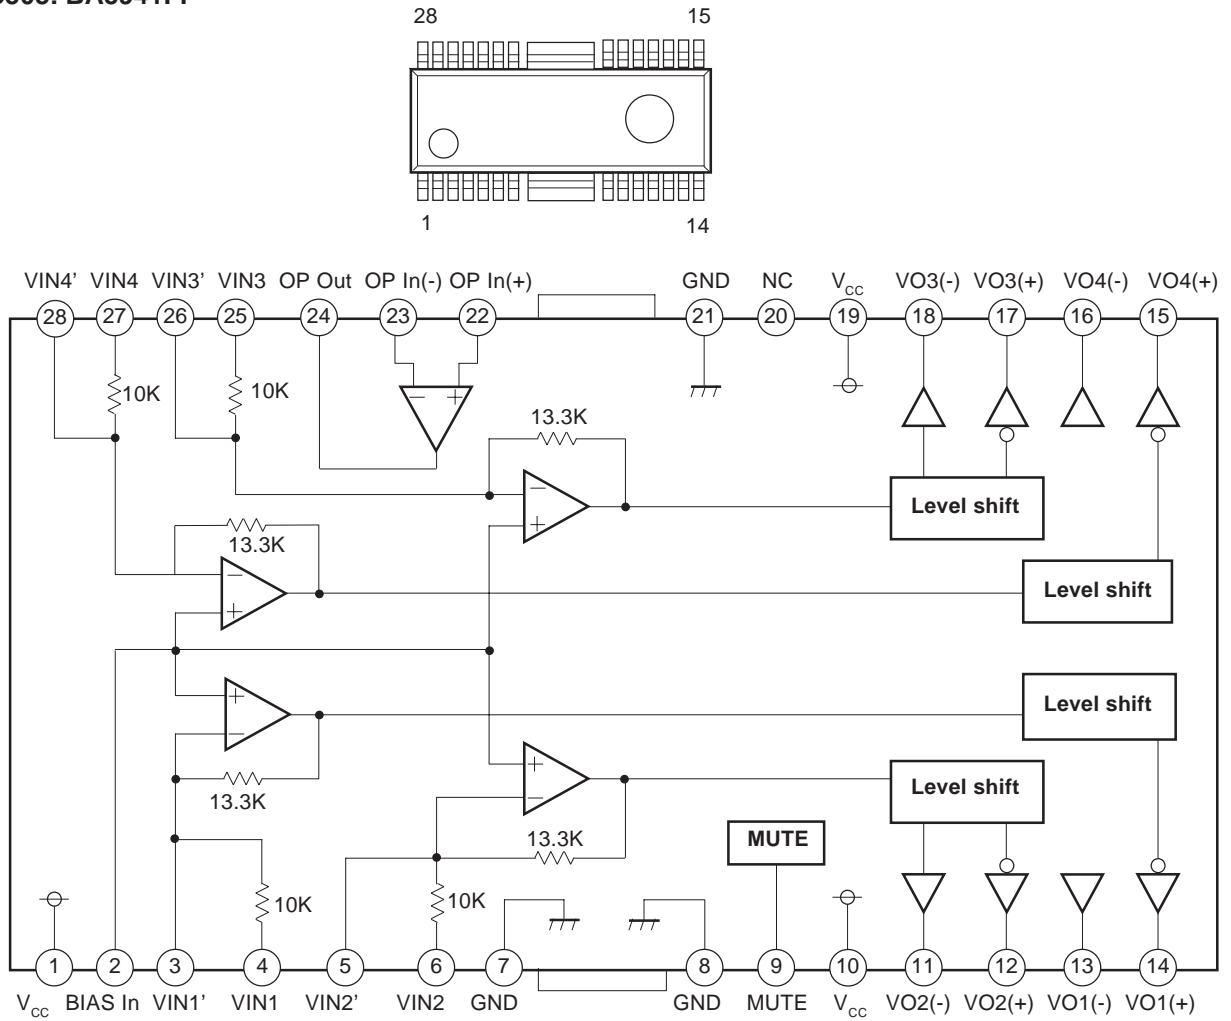 28 15
1 14
VIN4' VIN4 VIN3' VIN3 OP Out OP In(-) OP In(+) GND NC VCC VO3(-) VO3(+) VO4(-) VO4(+)
28 27 26 25 24 23 22 21 20 19 18 17 16 15
10K 10K
− +
13.3K
− +
Level shift
13.3K
− +
Level shift
+ −
Level shift
13.3K
+ −
Level shift
13.3K
MUTE
10K 10K
1 2 3 4 5 6 7 8 9 10 11 12 13 14
VCC BIAS In VIN1' VIN1 VIN2' VIN2 GND GND MUTE VCC VO2(-) VO2(+) VO1(-) VO1(+)